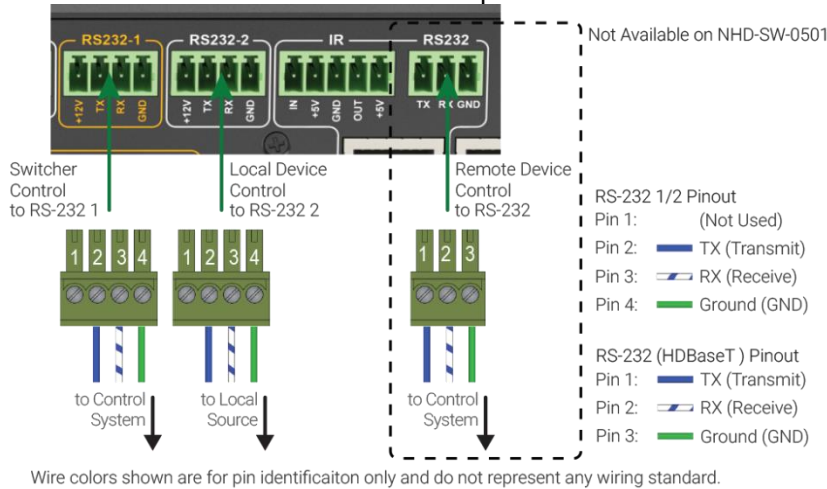 RS232-1
RS232-2
IR
RS232
Not Available on NHD-SW-0501
+12V
TX
RX
GND
+12V
TX
RX
GND
IN
+5V
GND
OUT
+5V
TX
RX
GND
Switcher
Control
to RS-232 1
Local Device
Control
to RS-232 2
Remote Device
Control
to RS-232
1 2 3 4
1 2 3 4
1 2 3
to Control
System
to Local
Source
to Control
System
RS-232 1/2 Pinout
Pin 1: (Not Used)
Pin 2: TX (Transmit)
Pin 3: RX (Receive)
Pin 4: Ground (GND)
RS-232 (HDBaseT ) Pinout
Pin 1: TX (Transmit)
Pin 2: RX (Receive)
Pin 3: Ground (GND)
Wire colors shown are for pin identificaiton only and do not represent any wiring standard.